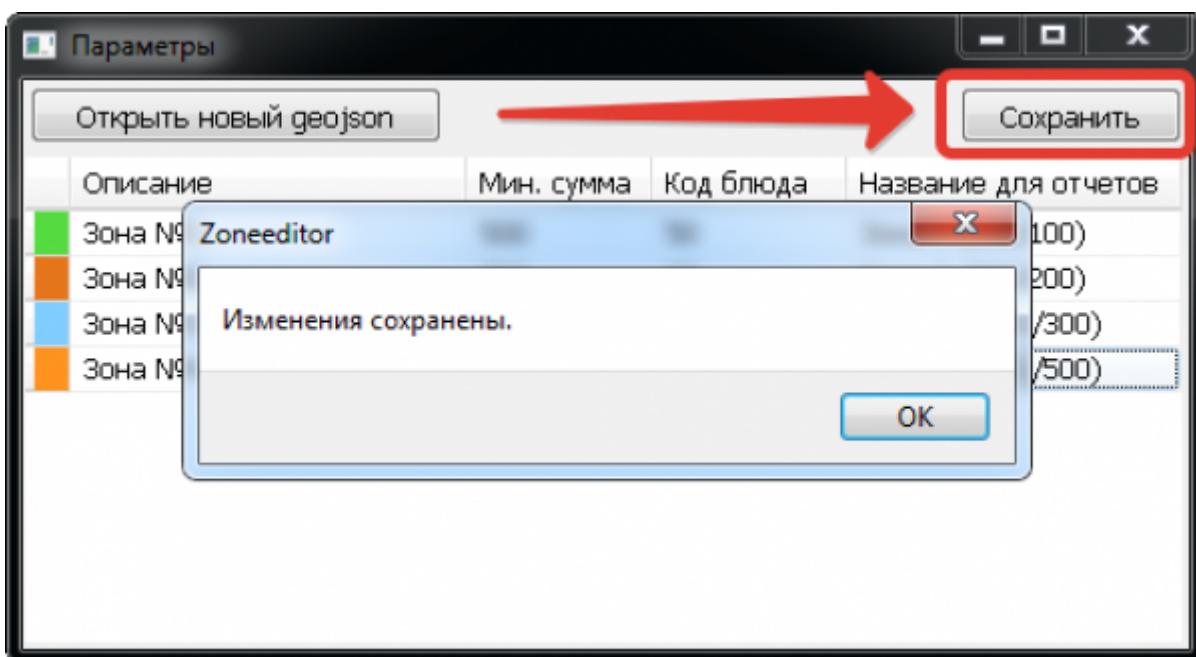 Параметры
Открыть новый geojson
Сохранить
Описание Мин. сумма Код блюда Название для отчетов
Зона № 100)
Зона № 200)
Зона № /300)
Зона № /500)
Zoneeditor
Изменения сохранены.
OK